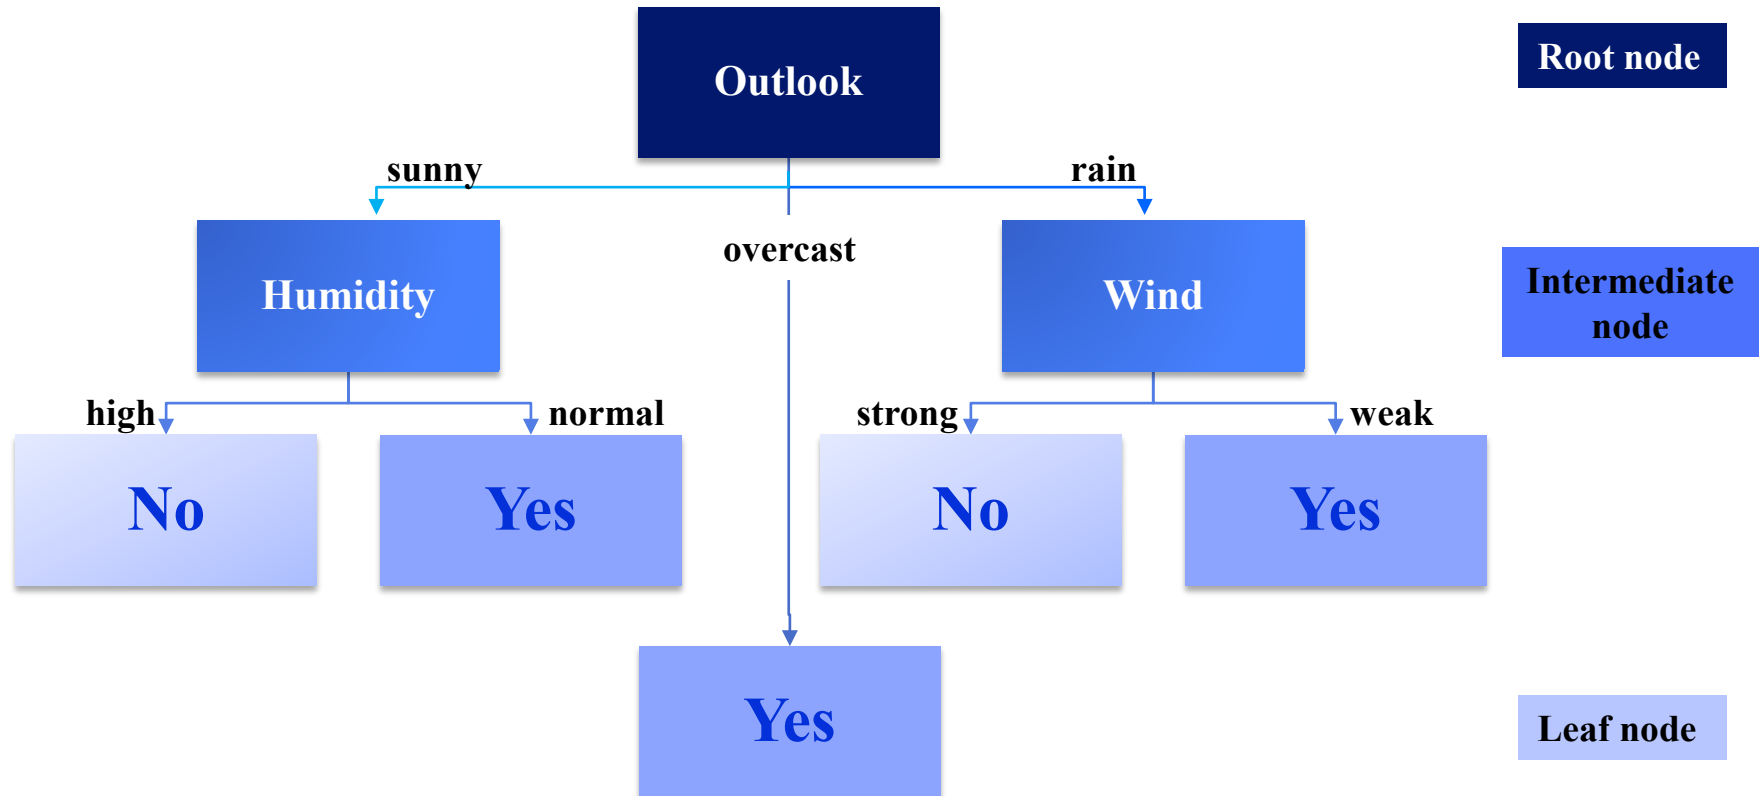 Outlook
Root node
sunny
rain
overcast
Humidity
Wind
Intermediate
node
high
normal
strong
weak
No
Yes
No
Yes
Yes
Leaf node